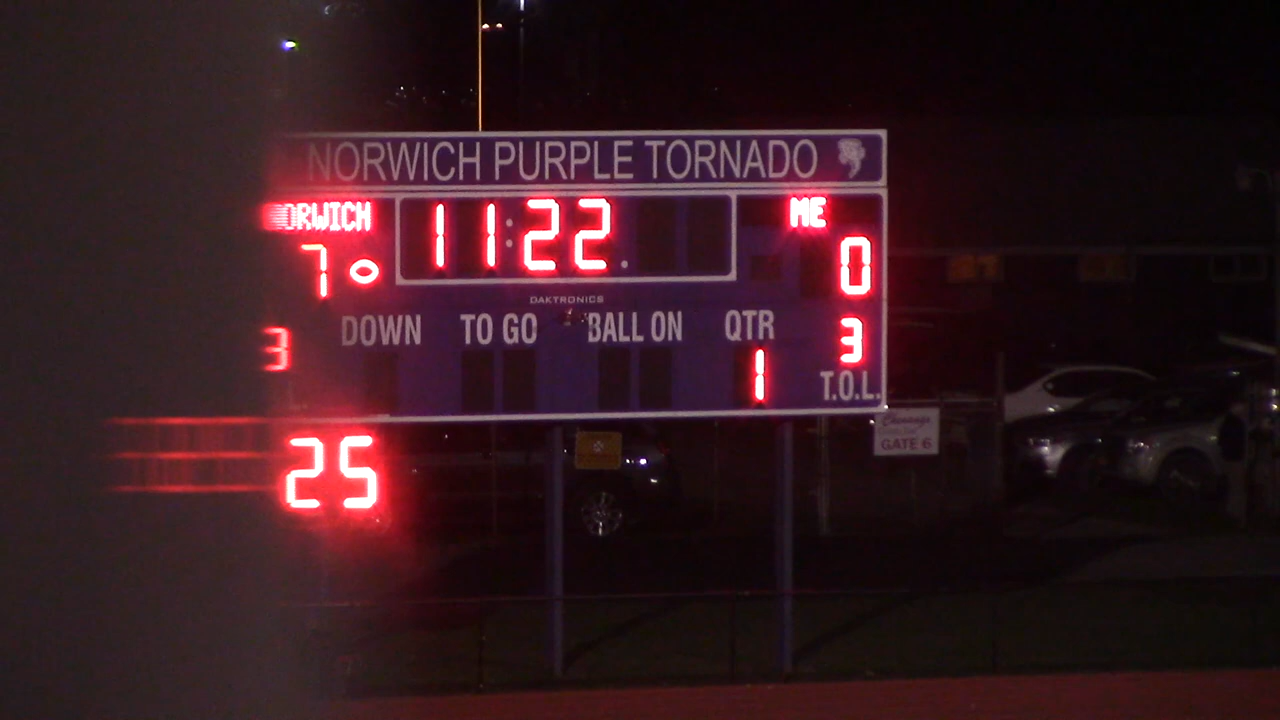 NORWICH PURPLE TORNADO
ORWICH 11:22. ME
7 0
DAKTRONICS
DOWN TO GO BALL ON QTR
3 1 3
T.O.L.
GATE 6
25